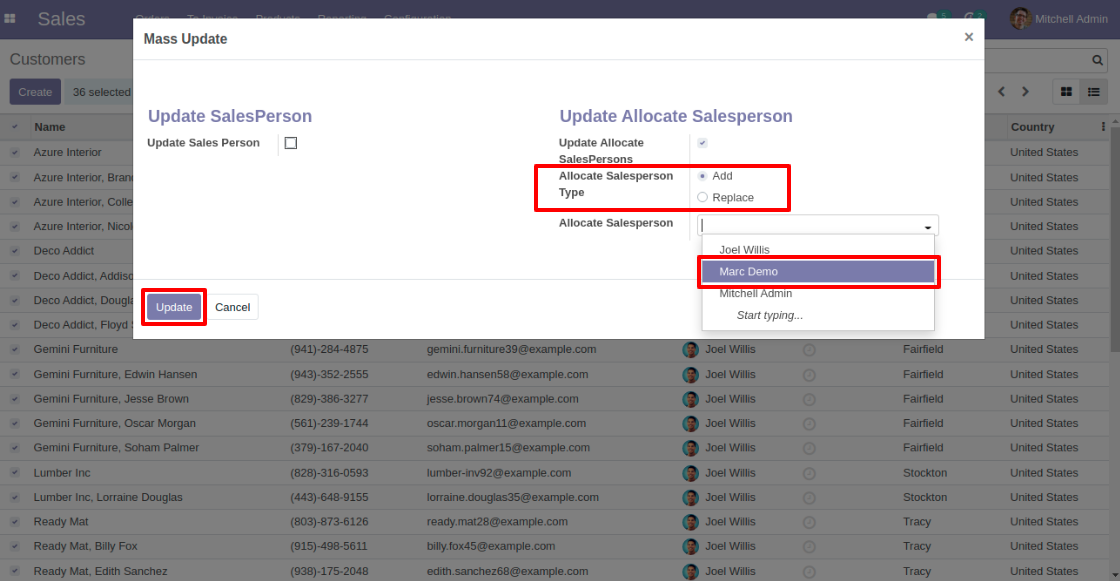 Sales
Orders To Invoice Products Reporting Configuration
5
2
Mitchell Admin
Mass Update
×
Customers
Create
36 selected
Update SalesPerson
Update Sales Person
Update Allocate Salesperson
Update Allocate
SalesPersons
Allocate Salesperson
Type
Add
Replace
Allocate Salesperson
Joel Willis
Marc Demo
Mitchell Admin
Start typing...
Update
Cancel
Name Country
Azure Interior United States
Azure Interior, Bran United States
Azure Interior, Colle United States
Azure Interior, Nicol United States
Deco Addict United States
Deco Addict, Addiso United States
Deco Addict, Dougla United States
Deco Addict, Floyd United States
Gemini Furniture (941)-284-4875 gemini.furniture39@example.com Joel Willis Fairfield United States
Gemini Furniture, Edwin Hansen (943)-352-2555 edwin.hansen58@example.com Joel Willis Fairfield United States
Gemini Furniture, Jesse Brown (829)-386-3277 jesse.brown74@example.com Joel Willis Fairfield United States
Gemini Furniture, Oscar Morgan (561)-239-1744 oscar.morgan11@example.com Joel Willis Fairfield United States
Gemini Furniture, Soham Palmer (379)-167-2040 soham.palmer15@example.com Joel Willis Fairfield United States
Lumber Inc (828)-316-0593 lumber-inv92@example.com Joel Willis Stockton United States
Lumber Inc, Lorraine Douglas (443)-648-9155 lorraine.douglas35@example.com Joel Willis Stockton United States
Ready Mat (803)-873-6126 ready.mat28@example.com Joel Willis Tracy United States
Ready Mat, Billy Fox (915)-498-5611 billy.fox45@example.com Joel Willis Tracy United States
Ready Mat, Edith Sanchez (938)-175-2048 edith.sanchez68@example.com Joel Willis Tracy United States